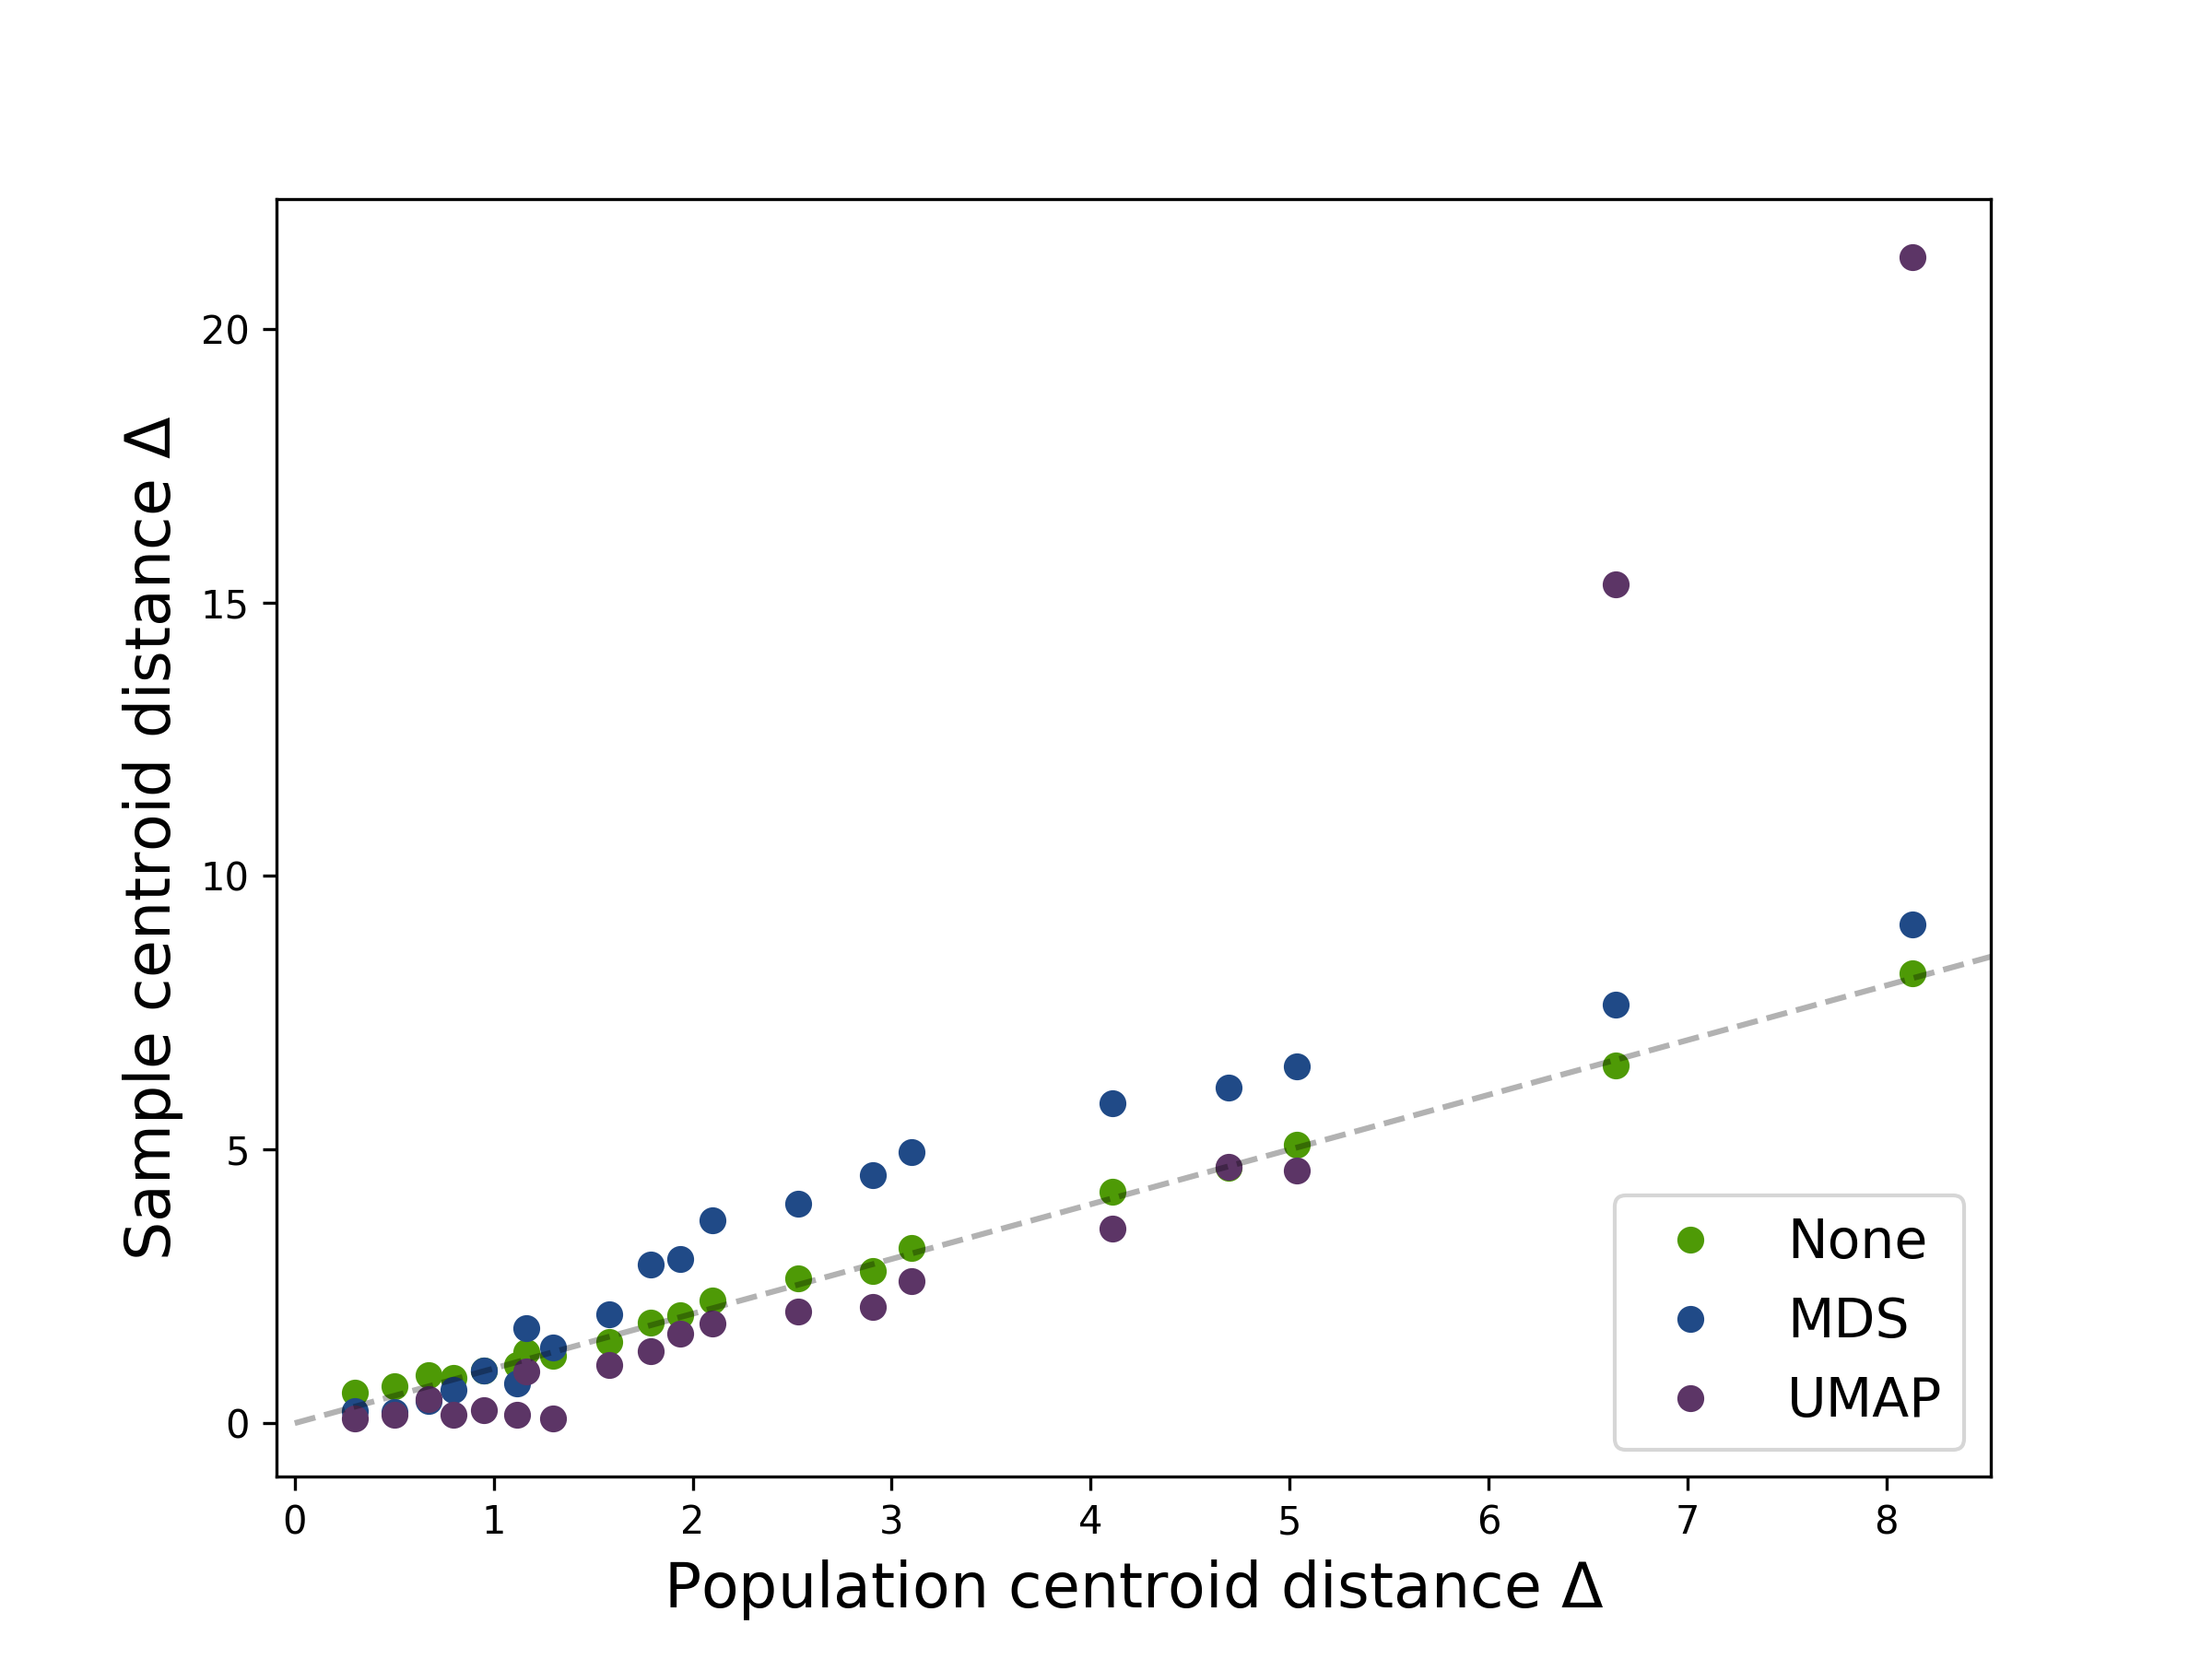 Sample centroid distance Δ
20
15
10
5
0
0 1 2 3 4 5 6 7 8
Population centroid distance Δ
None
MDS
UMAP